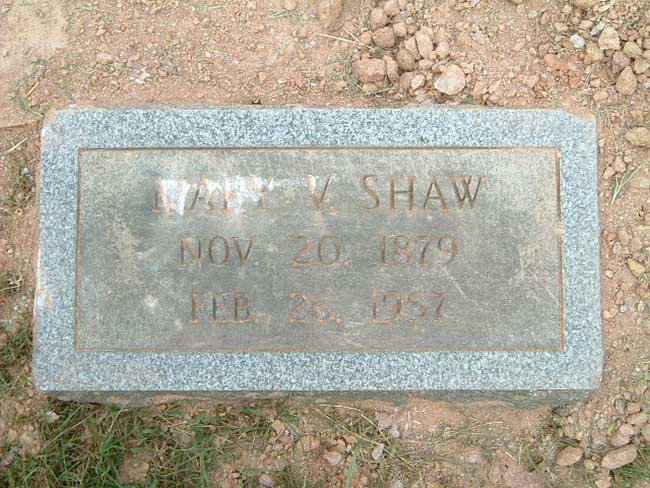 MARY V. SHAW
NOV. 20. 1879
FEB. 26, 1957